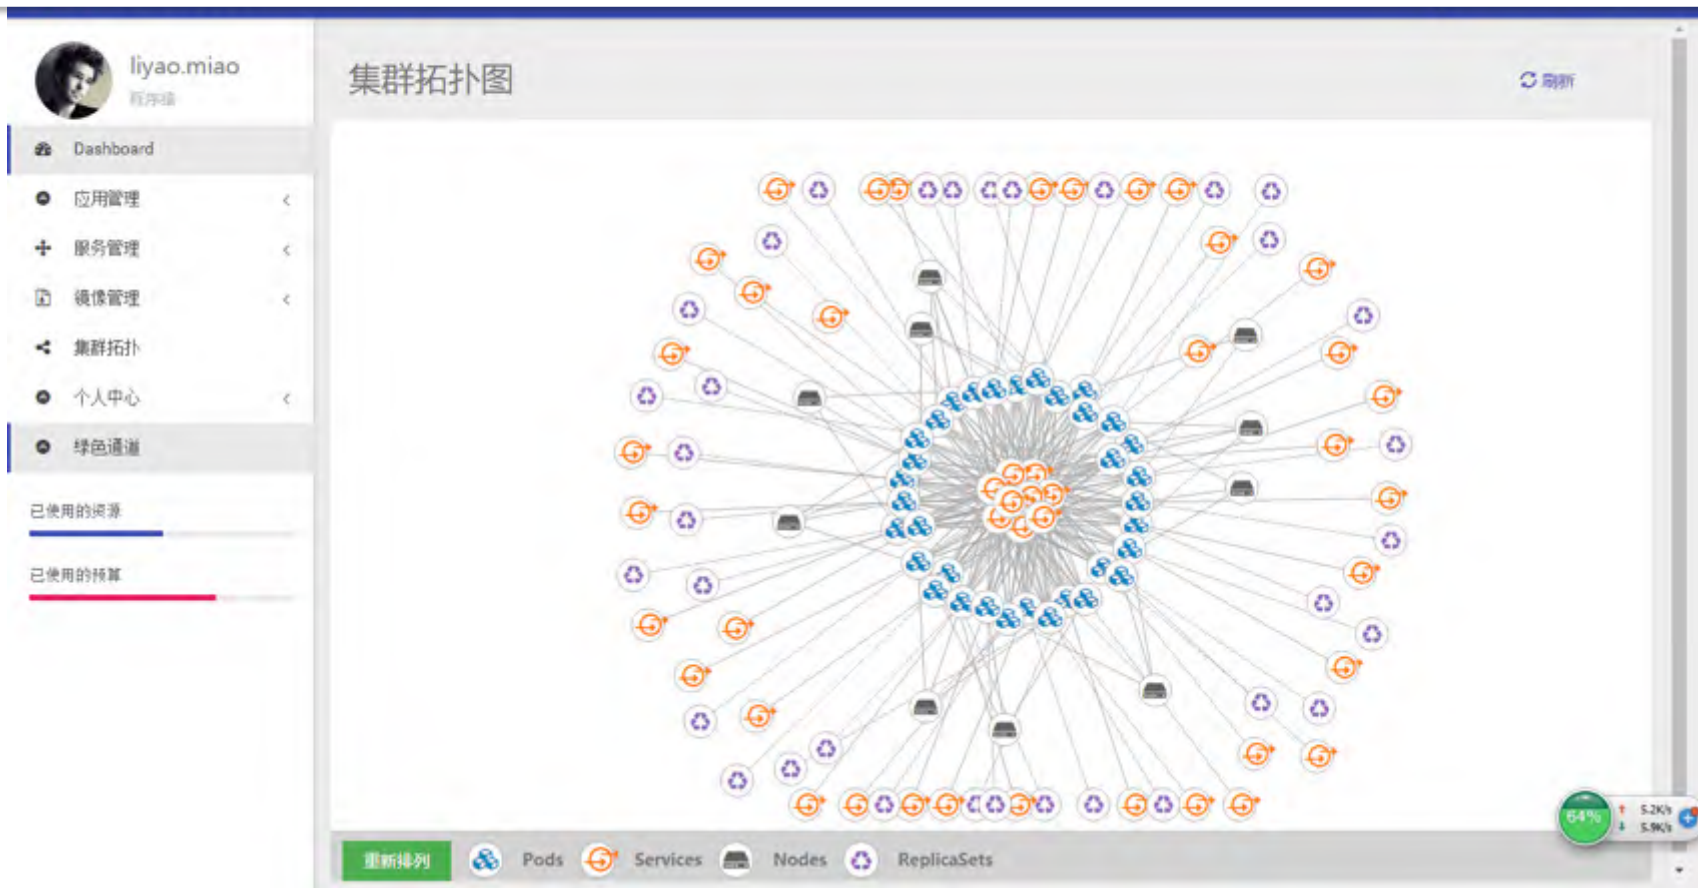 liyao.miao
程序猿
Dashboard
应用管理
服务管理
镜像管理
集群拓扑
个人中心
绿色通道
已使用的资源
已使用的预算
集群拓扑图
刷新
重新排列
Pods
Services
Nodes
ReplicaSets
64%
5.2K/s
5.9K/s